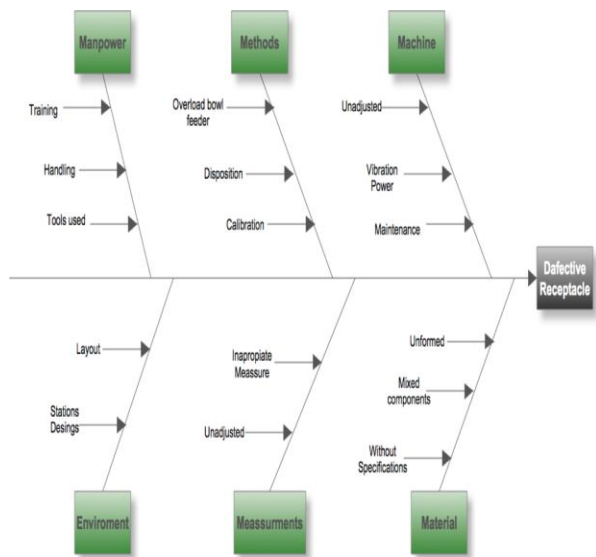 Manpower
Methods
Machine
Training
Handling
Tools used
Overload bowl
feeder
Disposition
Calibration
Unadjusted
Vibration
Power
Maintenance
Dafective
Receptacle
Layout
Stations
Desings
Inapropiate
Meassure
Unadjusted
Unformed
Mixed
components
Without
Specifications
Enviroment
Meassurments
Material